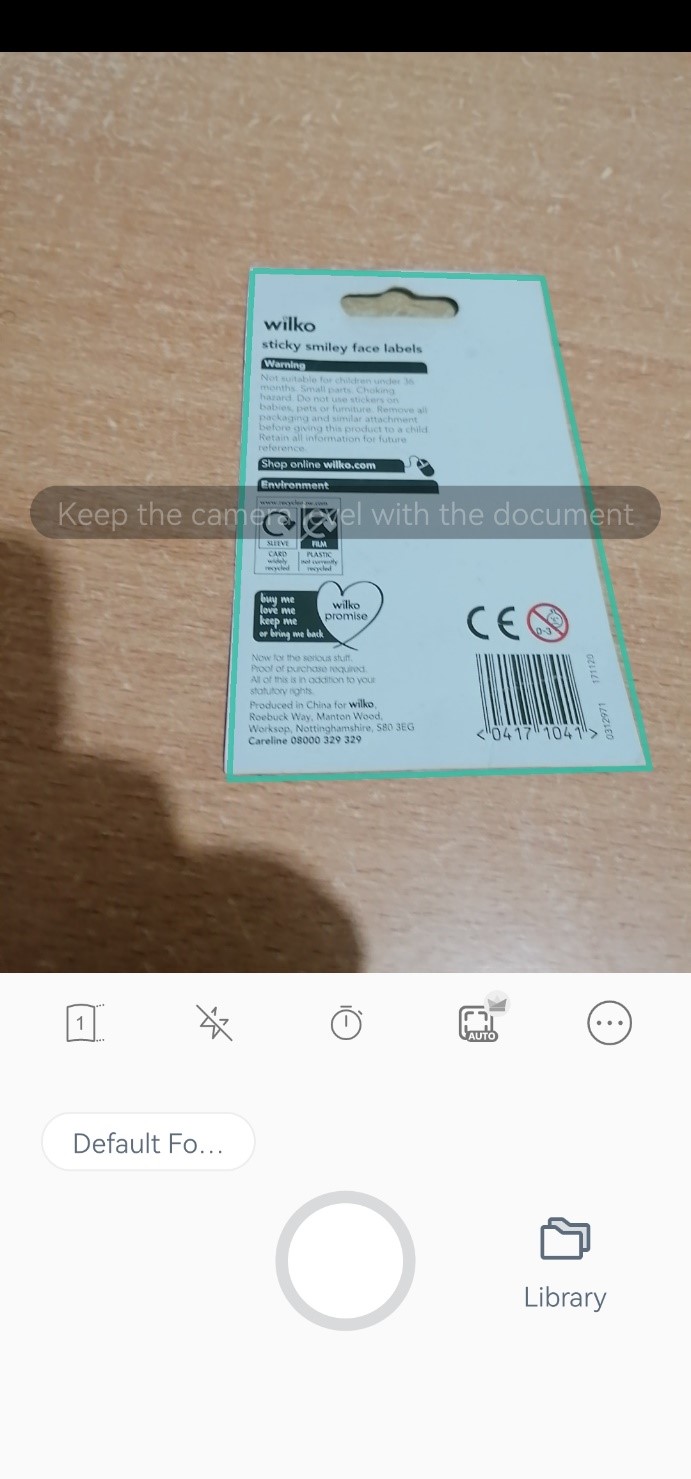 wilko
sticky smiley face labels
Warning
Not suitable for children under 36
months. Small parts. Choking
hazard. Do not use stickers on
babies, pets or furniture. Remove all
packaging and similar attachment
before giving this product to a child.
Retain all information for future
reference.
Shop online wilko.com
Environment
Keep the camera level with the document
SLEEVE
FILM
CARD
widely
recycled
PLASTIC
not currently
recycled
buy me
love me
keep me
or bring me back
wilko
promise
CE
0-3
Now for the serious stuff.
Proof of purchase required.
All of this is in addition to your
statutory rights.
Produced in China for wilko,
Roebuck Way, Manton Wood,
Worksop, Nottinghamshire, S80 3EG
Careline 08000 329 329
<0417 1041>
0312971
171120
1
AUTO
Default Fo...
Library